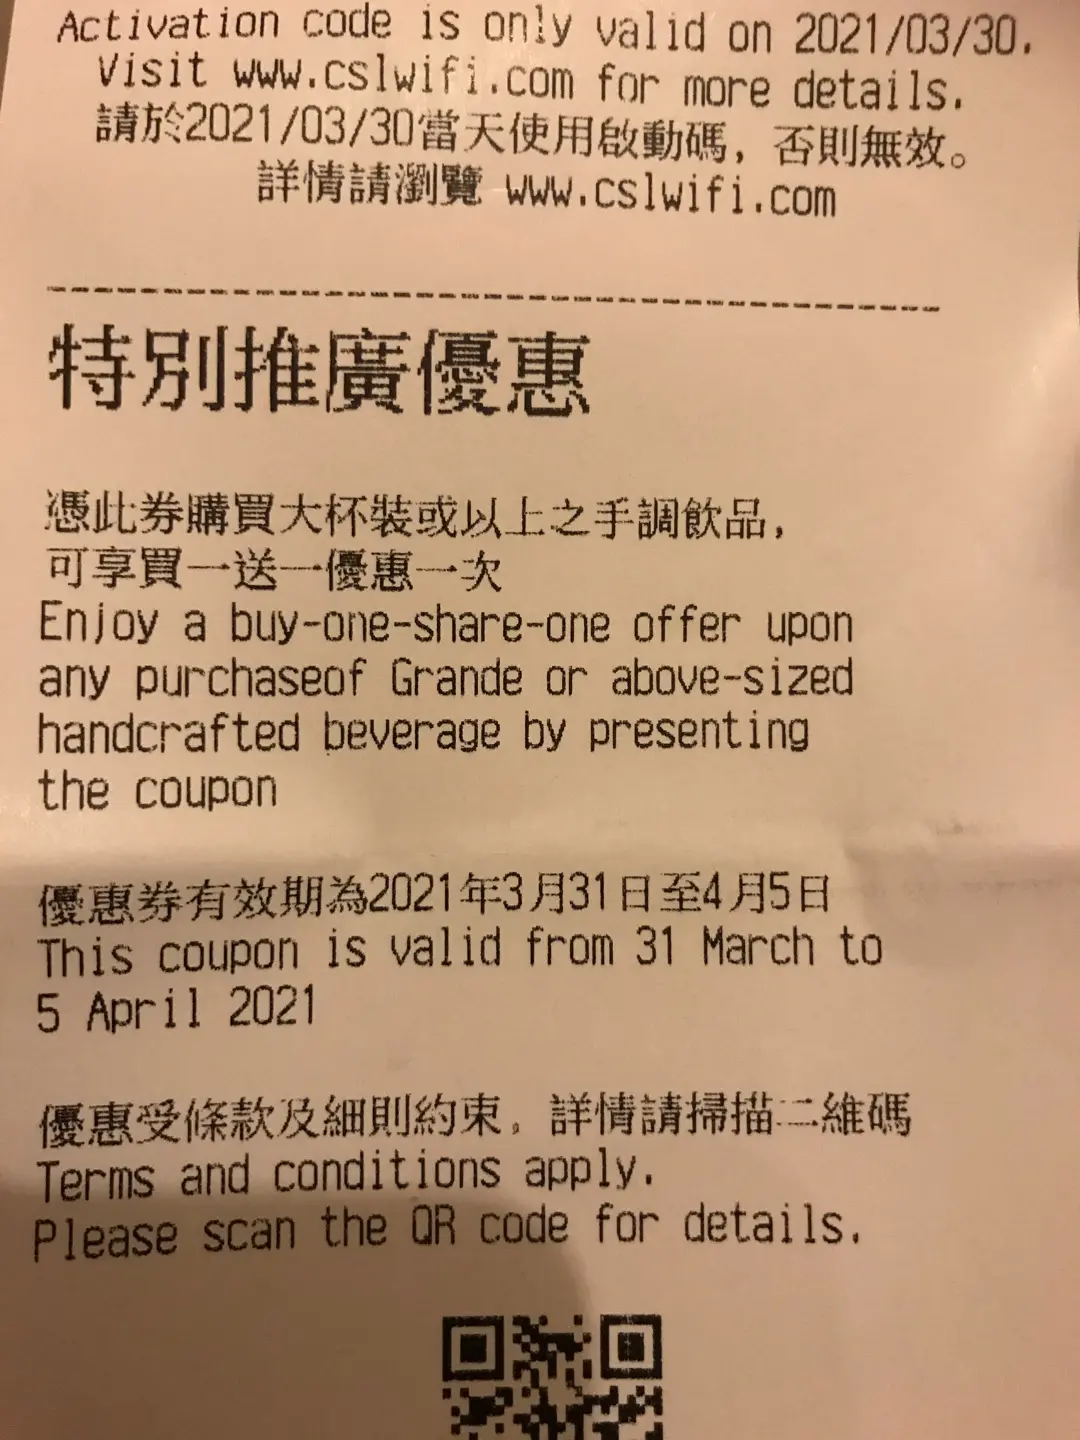 Activation code is only valid on 2021/03/30.
Visit www.cslwifi.com for more details.
請於2021/03/30當天使用啟動碼，否則無效。
詳情請瀏覽 www.cslwifi.com
特別推廣優惠
憑此券購買大杯裝或以上之手調飲品，
可享買一送一優惠一次
Enjoy a buy-one-share-one offer upon
any purchaseof Grande or above-sized
handcrafted beverage by presenting
the coupon
優惠券有效期為2021年3月31日至4月5日
This coupon is valid from 31 March to
5 April 2021
優惠受條款及細則約束。詳情請掃描二維碼
Terms and conditions apply.
Please scan the QR code for details.